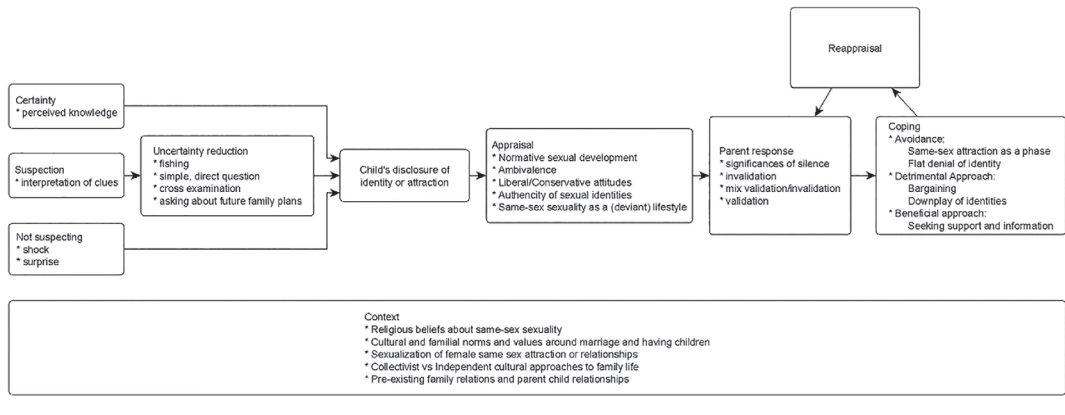 Reappraisal
Certainty
* perceived knowledge
Suspection
* interpretation of clues
Uncertainty reduction
* fishing
* simple, direct question
* cross examination
* asking about future family plans
Not suspecting
* shock
* surprise
Child's disclosure of
identity or attraction
Appraisal
* Normative sexual development
* Ambivalence
* Liberal/Conservative attitudes
* Authencity of sexual identities
* Same-sex sexuality as a (deviant) lifestyle
Parent response
* significances of silence
* invalidation
* mix validation/invalidation
* validation
Coping
* Avoidance:
Same-sex attraction as a phase
Flat denial of identity
* Detrimental Approach:
Bargaining
Downplay of identities
* Beneficial approach:
Seeking support and information
Context
* Religious beliefs about same-sex sexuality
* Cultural and familial norms and values around marriage and having children
* Sexualization of female same sex attraction or relationships
* Collectivist vs Independent cultural approaches to family life
* Pre-existing family relations and parent child relationships